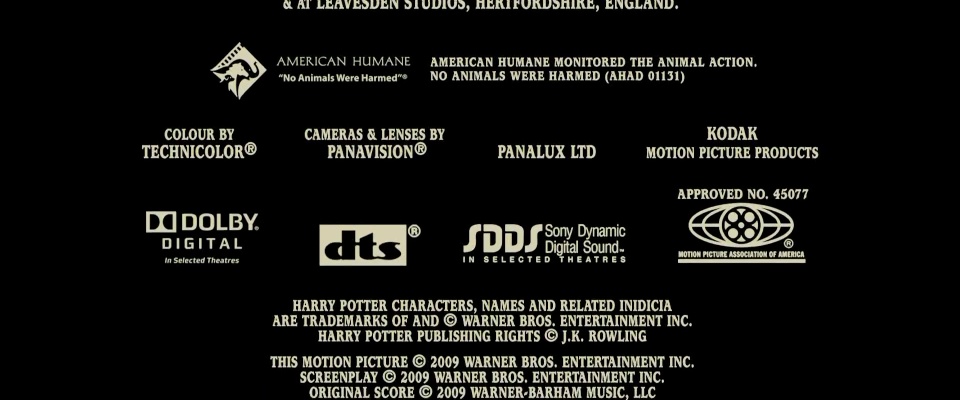 & AT LEAVESDEN STUDIOS, HERTFORDSHIRE, ENGLAND.
AMERICAN HUMANE
"No Animals Were Harmed"®
AMERICAN HUMANE MONITORED THE ANIMAL ACTION.
NO ANIMALS WERE HARMED (AHAD 01131)
COLOUR BY
TECHNICOLOR®
CAMERAS & LENSES BY
PANAVISION®
PANALUX LTD
KODAK
MOTION PICTURE PRODUCTS
DOLBY®
DIGITAL
In Selected Theatres
dts®
SDDS Sony Dynamic
Digital Sound™
IN SELECTED THEATRES
APPROVED NO. 45077
®
MOTION PICTURE ASSOCIATION OF AMERICA
HARRY POTTER CHARACTERS, NAMES AND RELATED INIDICIA
ARE TRADEMARKS OF AND © WARNER BROS. ENTERTAINMENT INC.
HARRY POTTER PUBLISHING RIGHTS © J.K. ROWLING
THIS MOTION PICTURE © 2009 WARNER BROS. ENTERTAINMENT INC.
SCREENPLAY © 2009 WARNER BROS. ENTERTAINMENT INC.
ORIGINAL SCORE © 2009 WARNER-BARHAM MUSIC, LLC